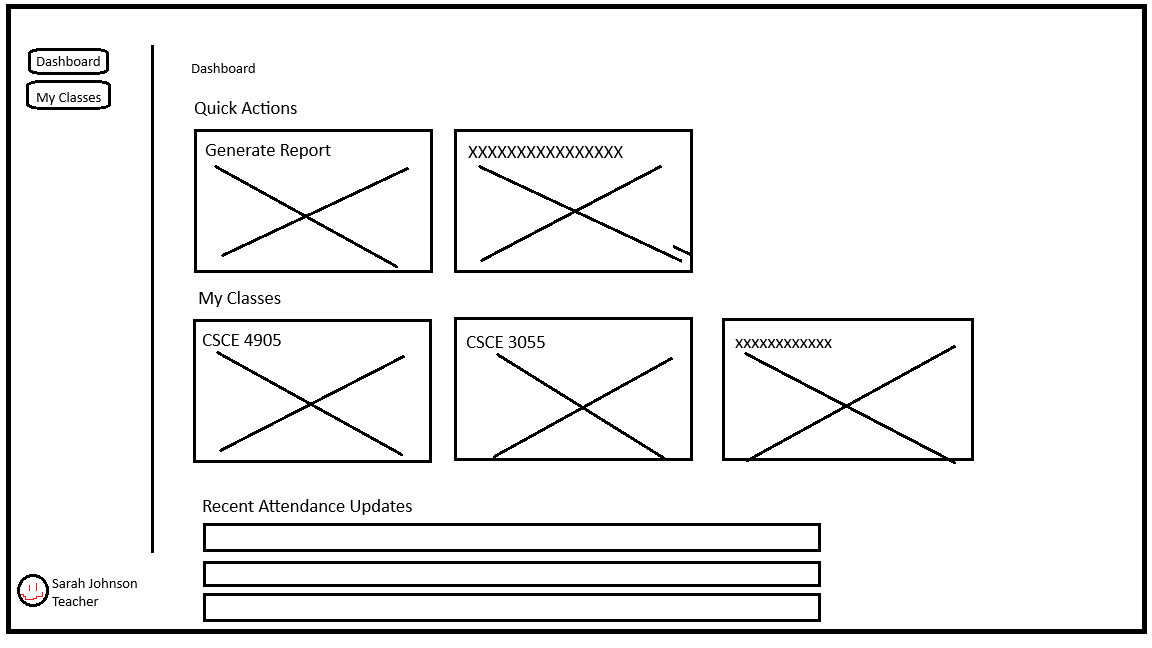 Dashboard
My Classes
Dashboard
Quick Actions
Generate Report
XXXXXXXXXXXXXXXX
My Classes
CSCE 4905
CSCE 3055
xxxxxxxxxxxx
Recent Attendance Updates
Sarah Johnson
Teacher